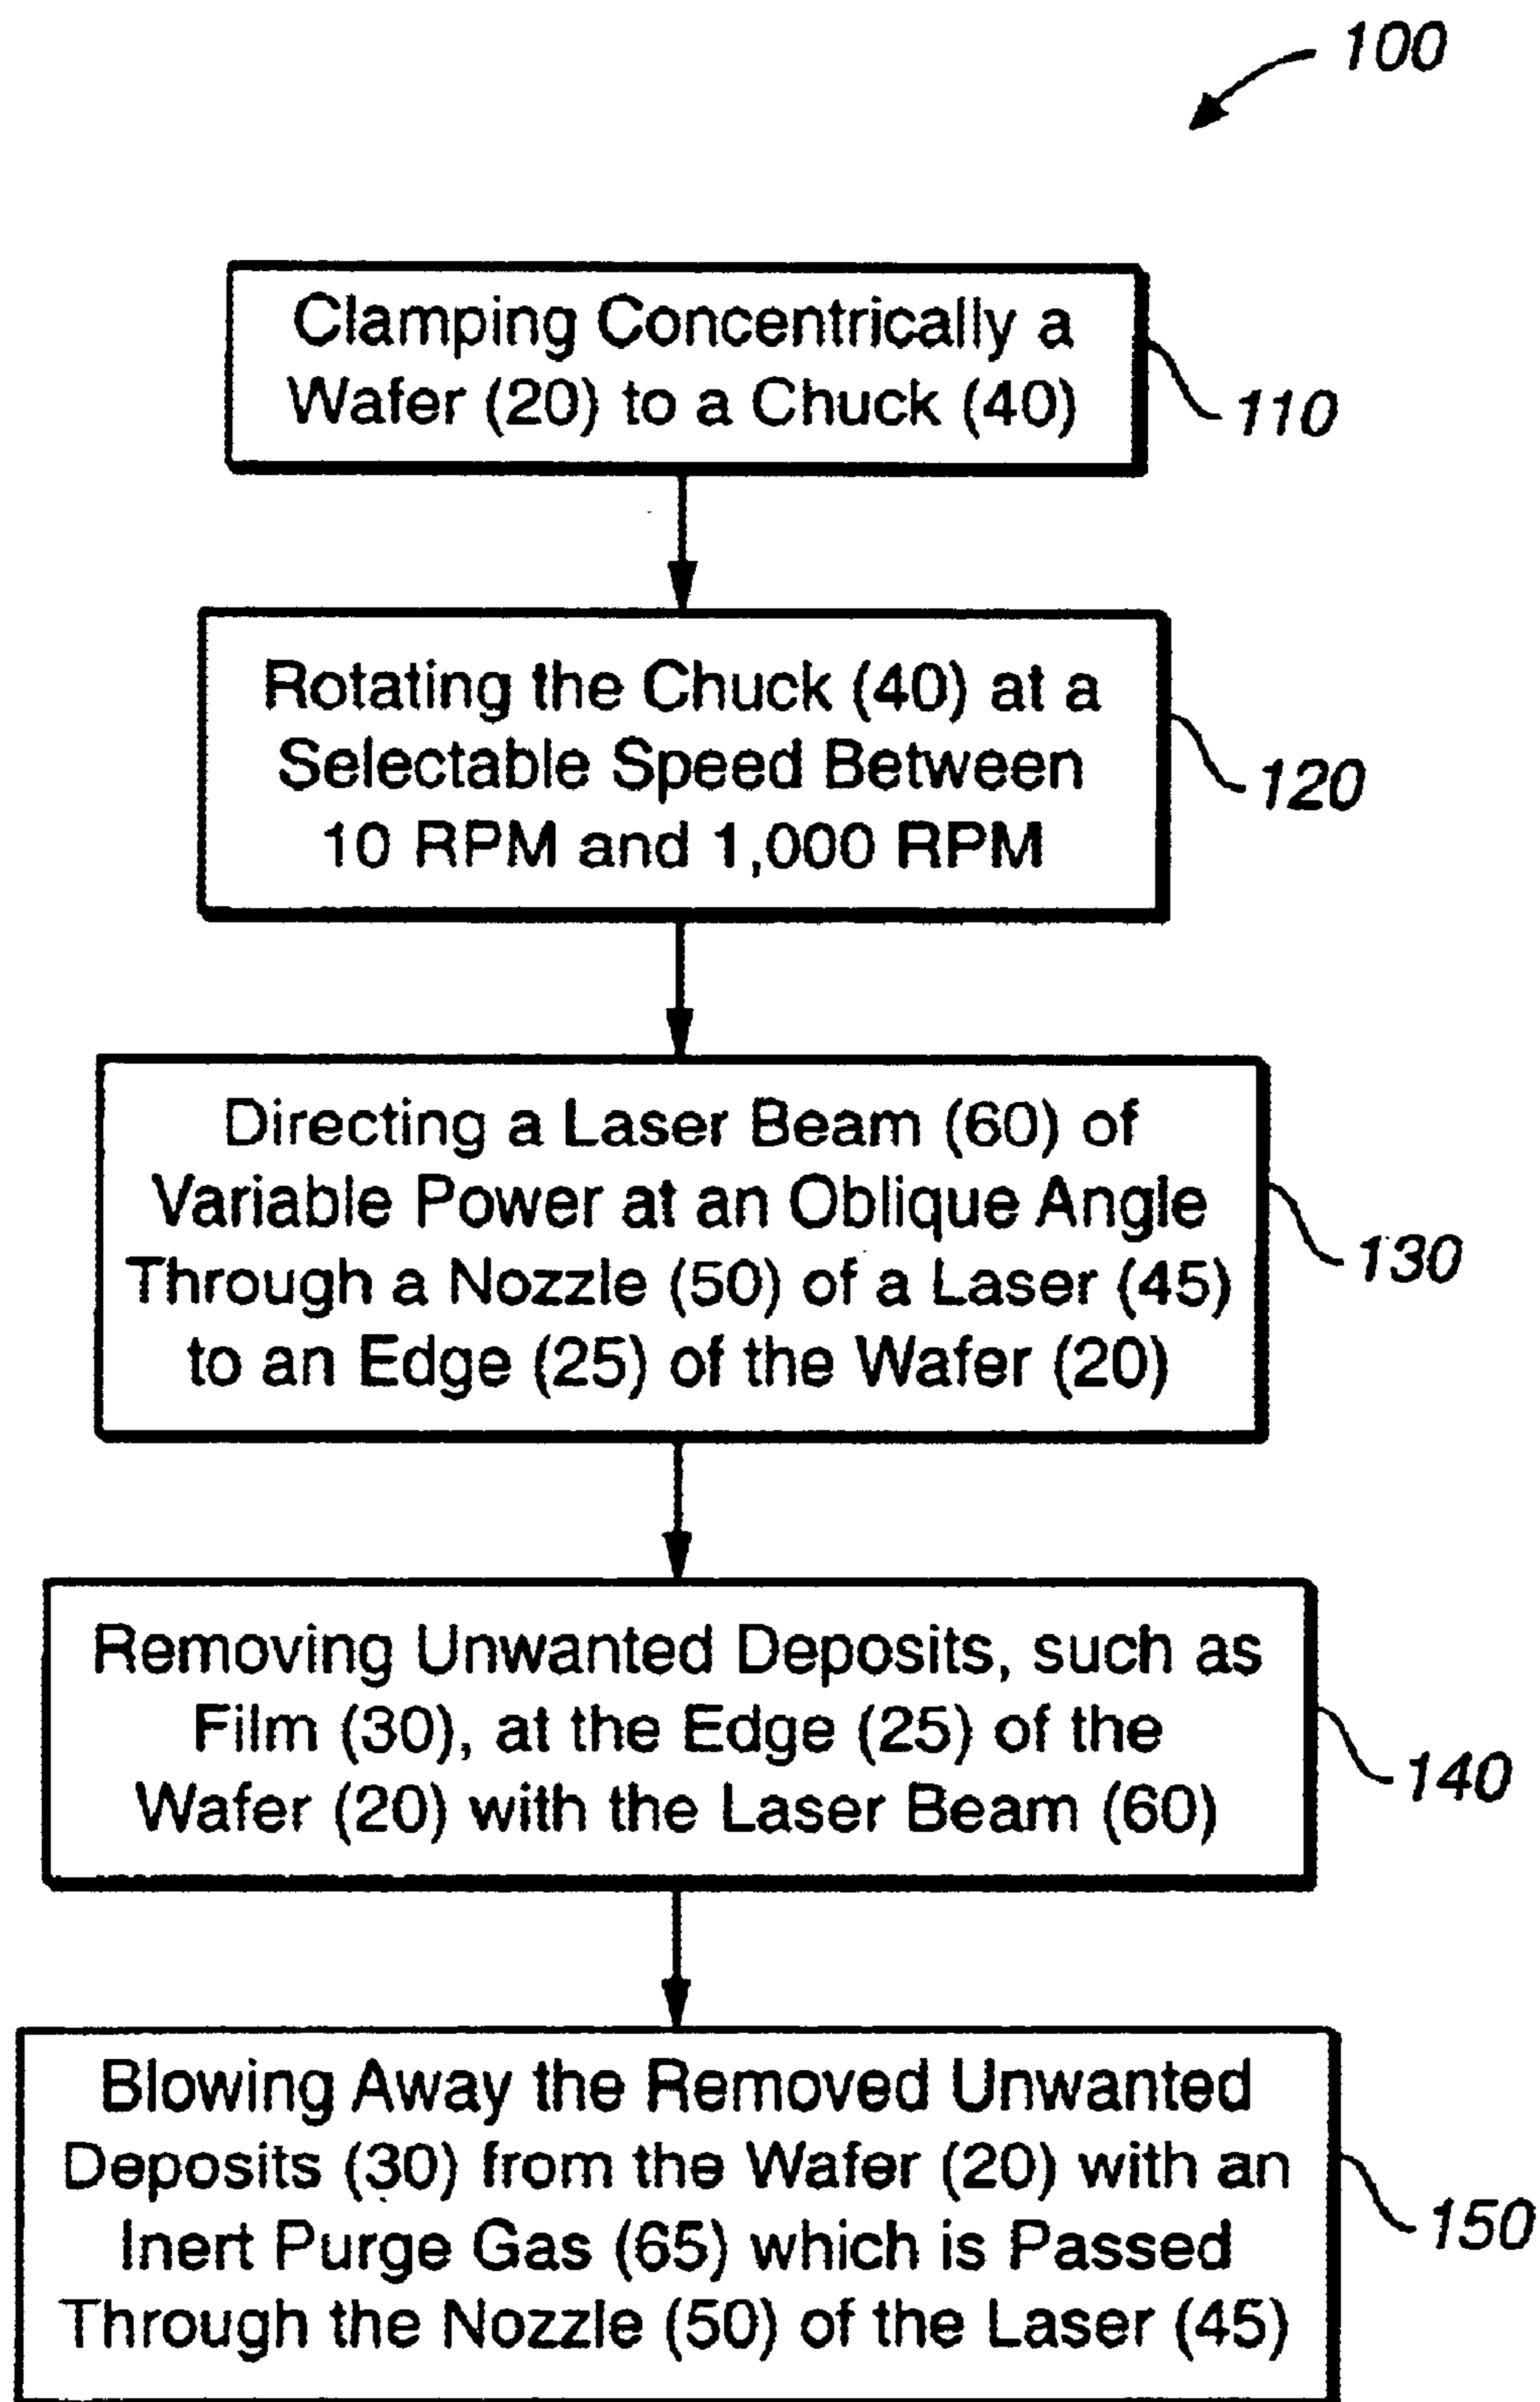 100
Clamping Concentrically a
Wafer (20) to a Chuck (40)
110
Rotating the Chuck (40) at a
Selectable Speed Between
10 RPM and 1,000 RPM
120
Directing a Laser Beam (60) of
Variable Power at an Oblique Angle
Through a Nozzle (50) of a Laser (45)
to an Edge (25) of the Wafer (20)
130
Removing Unwanted Deposits, such as
Film (30), at the Edge (25) of the
Wafer (20) with the Laser Beam (60)
140
Blowing Away the Removed Unwanted
Deposits (30) from the Wafer (20) with an
Inert Purge Gas (65) which is Passed
Through the Nozzle (50) of the Laser (45)
150